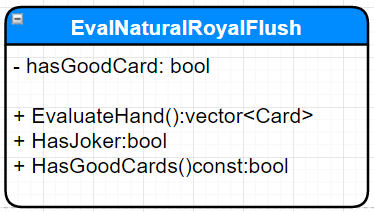 EvalNaturalRoyalFlush
- hasGoodCard: bool
+ EvaluateHand():vector<Card>
+ HasJoker:bool
+ HasGoodCards()const:bool